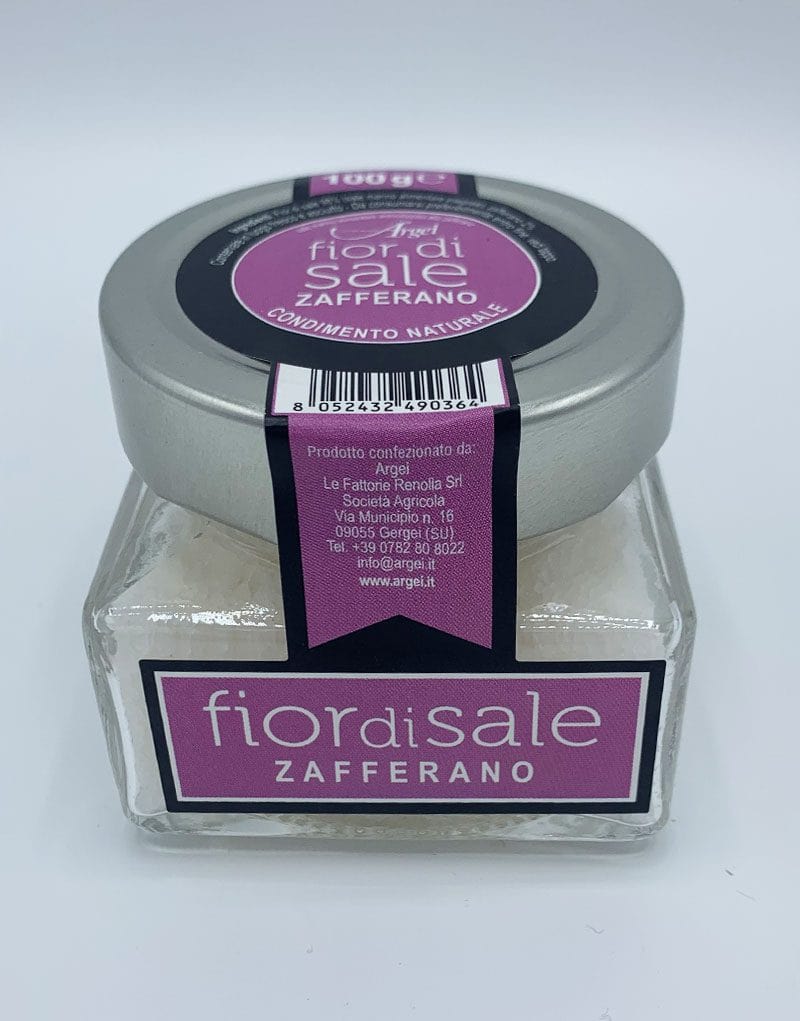 100 g e
Argei
fior di
sale
ZAFFERANO
CONDIMENTO NATURALE
8 052432 490364
Prodotto confezionato da:
Argei
Le Fattorie Renolia Srl
Società Agricola
Via Municipio n. 16
09055 Gergei (SU)
Tel. +39 0782 80 8022
info@argei.it
www.argei.it
fiordisale
ZAFFERANO